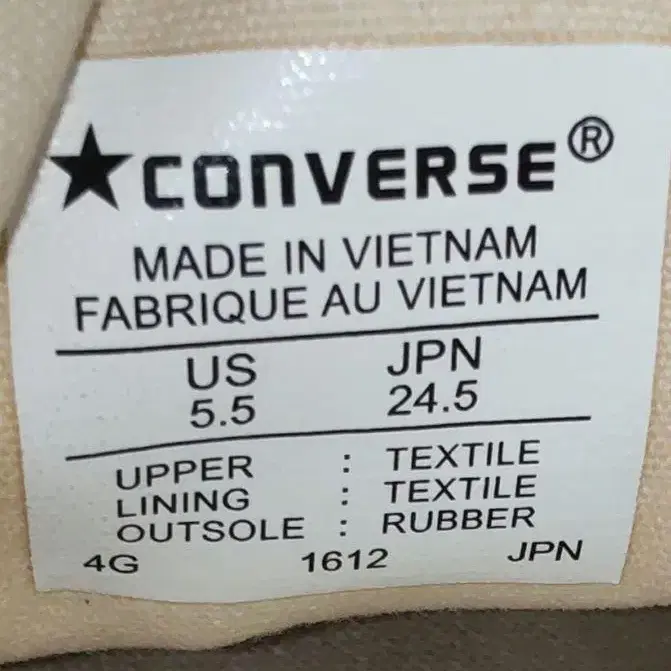 ★CONVERSE®
MADE IN VIETNAM
FABRIQUE AU VIETNAM
US JPN
5.5 24.5
UPPER : TEXTILE
LINING : TEXTILE
OUTSOLE : RUBBER
4G 1612 JPN